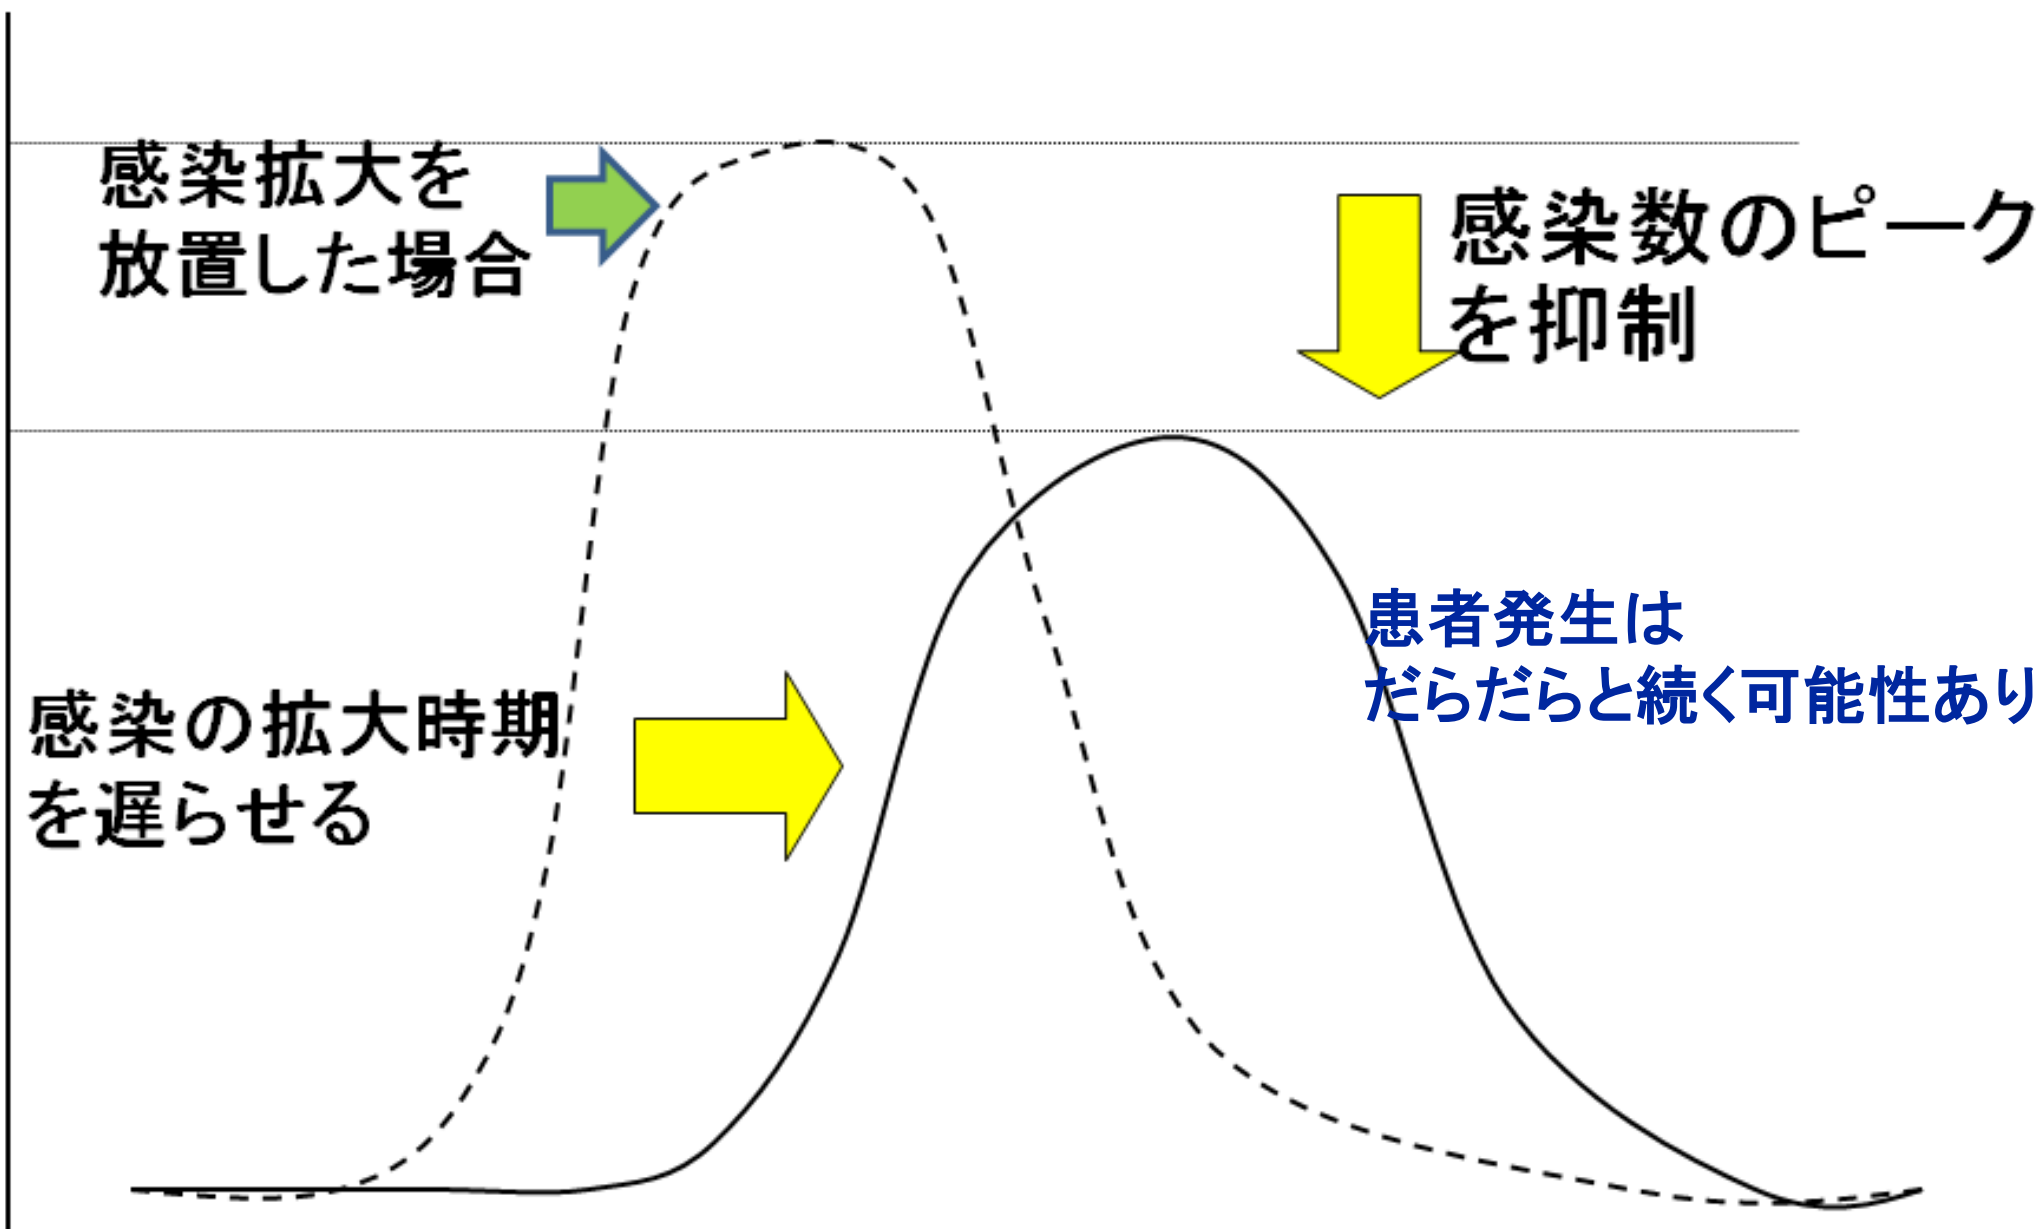 感染拡大を
放置した場合
感染数のピーク
を抑制
患者発生は
だらだらと続く可能性あり
感染の拡大時期
を遅らせる